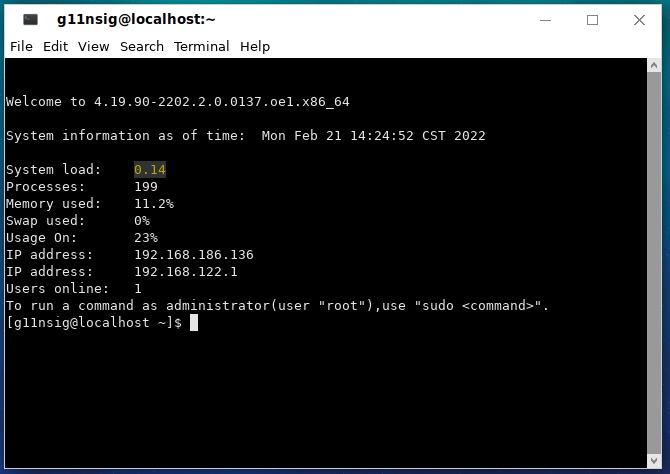 g11nsig@localhost:~
File Edit View Search Terminal Help
Welcome to 4.19.90-2202.2.0.0137.oe1.x86_64
System information as of time:  Mon Feb 21 14:24:52 CST 2022
System load:    0.14
Processes:      199
Memory used:    11.2%
Swap used:      0%
Usage On:       23%
IP address:     192.168.186.136
IP address:     192.168.122.1
Users online:   1
To run a command as administrator(user "root"),use "sudo <command>".
[g11nsig@localhost ~]$